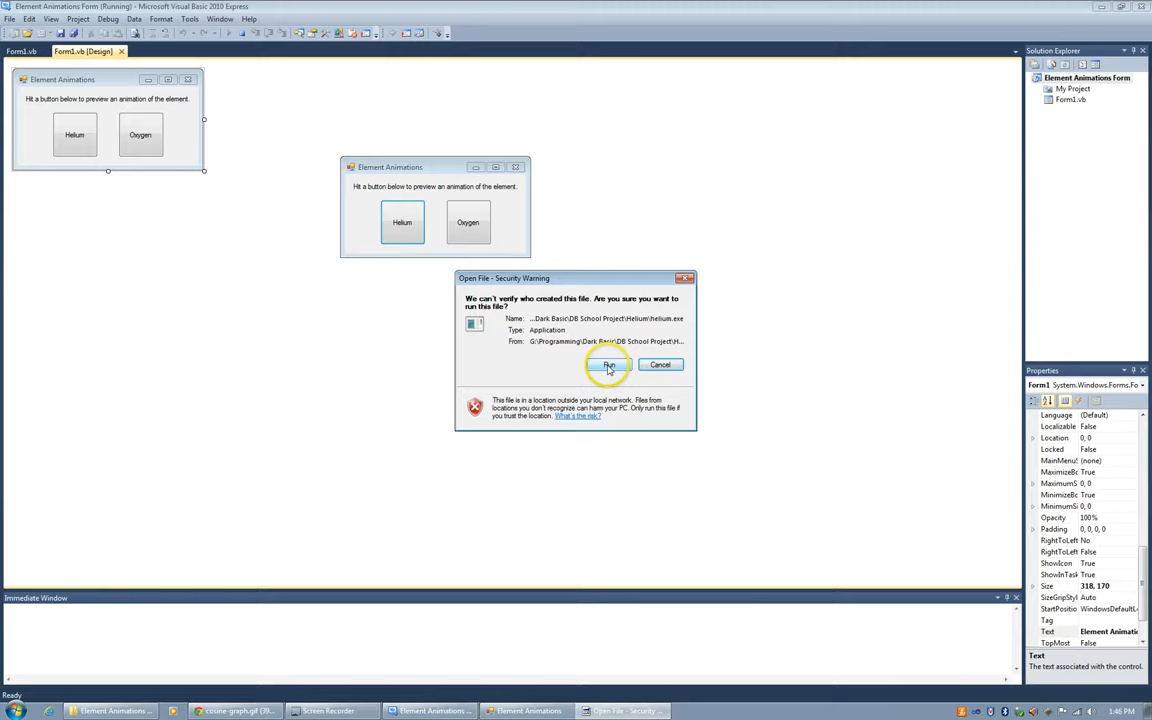 Element Animations Form (Running) - Microsoft Visual Basic 2010 Express
File Edit View Project Debug Data Format Tools Window Help
Form1.vb Form1.vb [Design]
Element Animations
Hit a button below to preview an animation of the element.
Helium Oxygen
Element Animations
Hit a button below to preview an animation of the element.
Helium Oxygen
Open File - Security Warning
We can't verify who created this file. Are you sure you want to
run this file?
Name: ...Dark Basic\DB School Project\Helium\helium.exe
Type: Application
From: G:\Programming\Dark Basic\DB School Project\H...
Run Cancel
This file is in a location outside your local network. Files from
locations you don't recognize can harm your PC. Only run this file if
you trust the location. What's the risk?
Solution Explorer
Element Animations Form
My Project
Form1.vb
Properties
Form1 System.Windows.Forms.Fo
Language (Default)
Localizable False
Location 0, 0
Locked False
MainMenuS (none)
MaximizeBo True
MaximumS 0, 0
MinimizeBo True
MinimumSi 0, 0
Opacity 100%
Padding 0, 0, 0, 0
RightToLeft No
RightToLeft False
ShowIcon True
ShowInTask True
Size 318, 170
SizeGripStyl Auto
StartPositio WindowsDefaultL
Tag
Text Element Animatic
TopMost False
Text
The text associated with the control.
Immediate Window
Ready
Element Animations ... cosine-graph.gif (39... Screen Recorder Element Animations ... Element Animations Open File - Security ... 1:46 PM